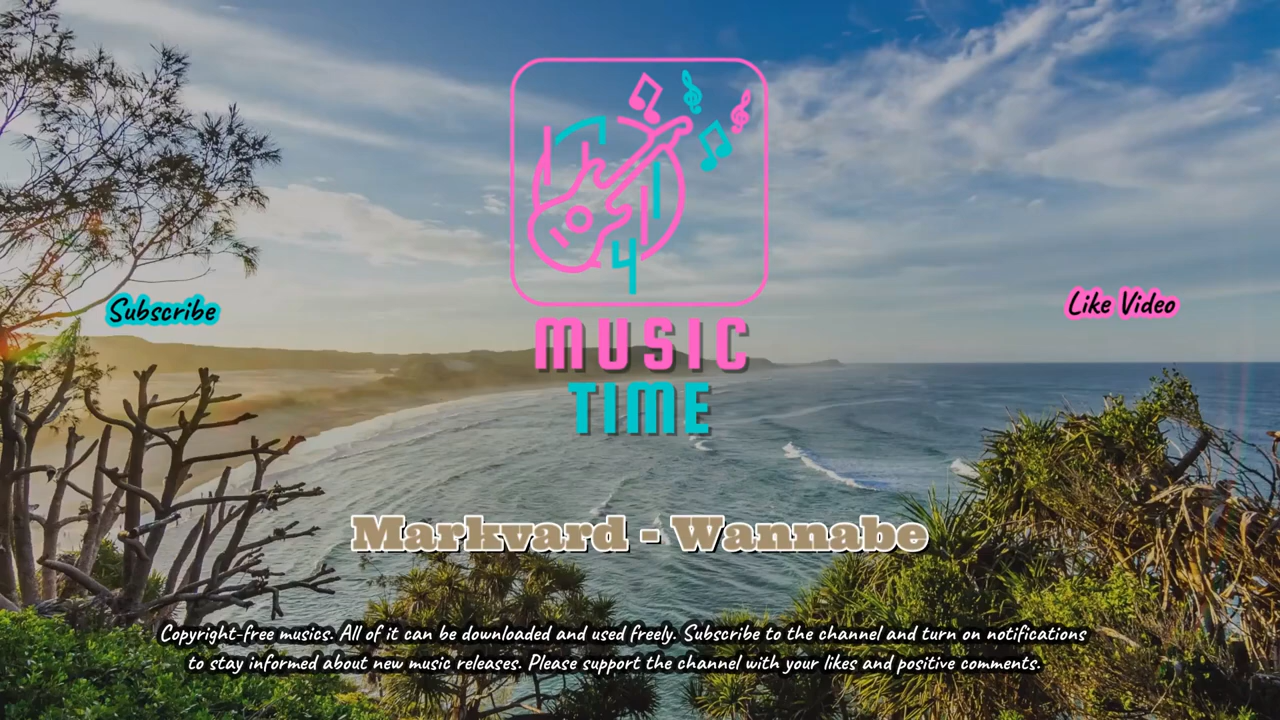 4
MUSIC
TIME
Subscribe
Like Video
Markvard - Wannabe
Copyright-free musics. All of it can be downloaded and used freely. Subscribe to the channel and turn on notifications
to stay informed about new music releases. Please support the channel with your likes and positive comments.